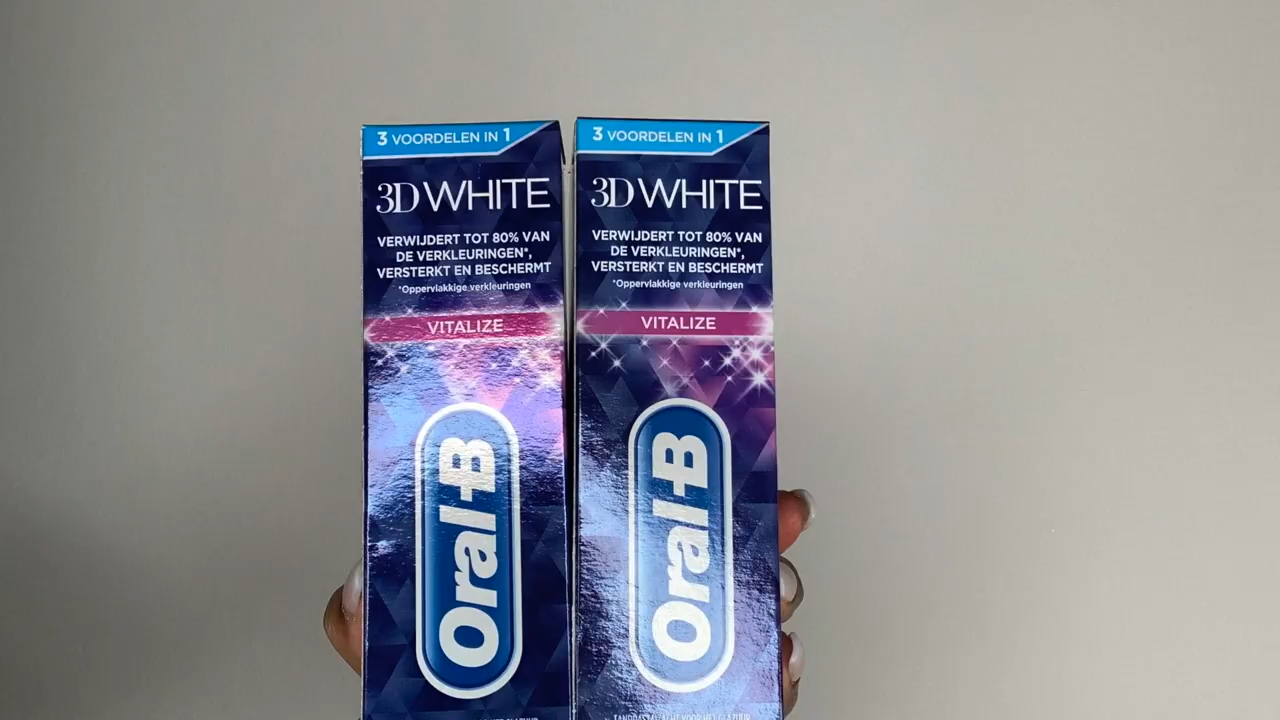 3 VOORDELEN IN 1
3D WHITE
VERWIJDERT TOT 80% VAN
DE VERKLEURINGEN*,
VERSTERKT EN BESCHERMT
*Oppervlakkige verkleuringen
VITALIZE
Oral-B
3 VOORDELEN IN 1
3D WHITE
VERWIJDERT TOT 80% VAN
DE VERKLEURINGEN*,
VERSTERKT EN BESCHERMT
*Oppervlakkige verkleuringen
VITALIZE
Oral-B